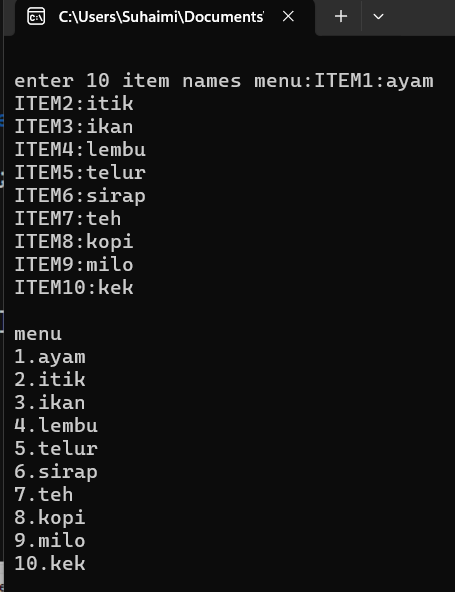 C:\Users\Suhaimi\Documents'
enter 10 item names menu:ITEM1:ayam
ITEM2:itik
ITEM3:ikan
ITEM4:lembu
ITEM5:telur
ITEM6:sirap
ITEM7:teh
ITEM8:kopi
ITEM9:milo
ITEM10:kek
menu
1.ayam
2.itik
3.ikan
4.lembu
5.telur
6.sirap
7.teh
8.kopi
9.milo
10.kek